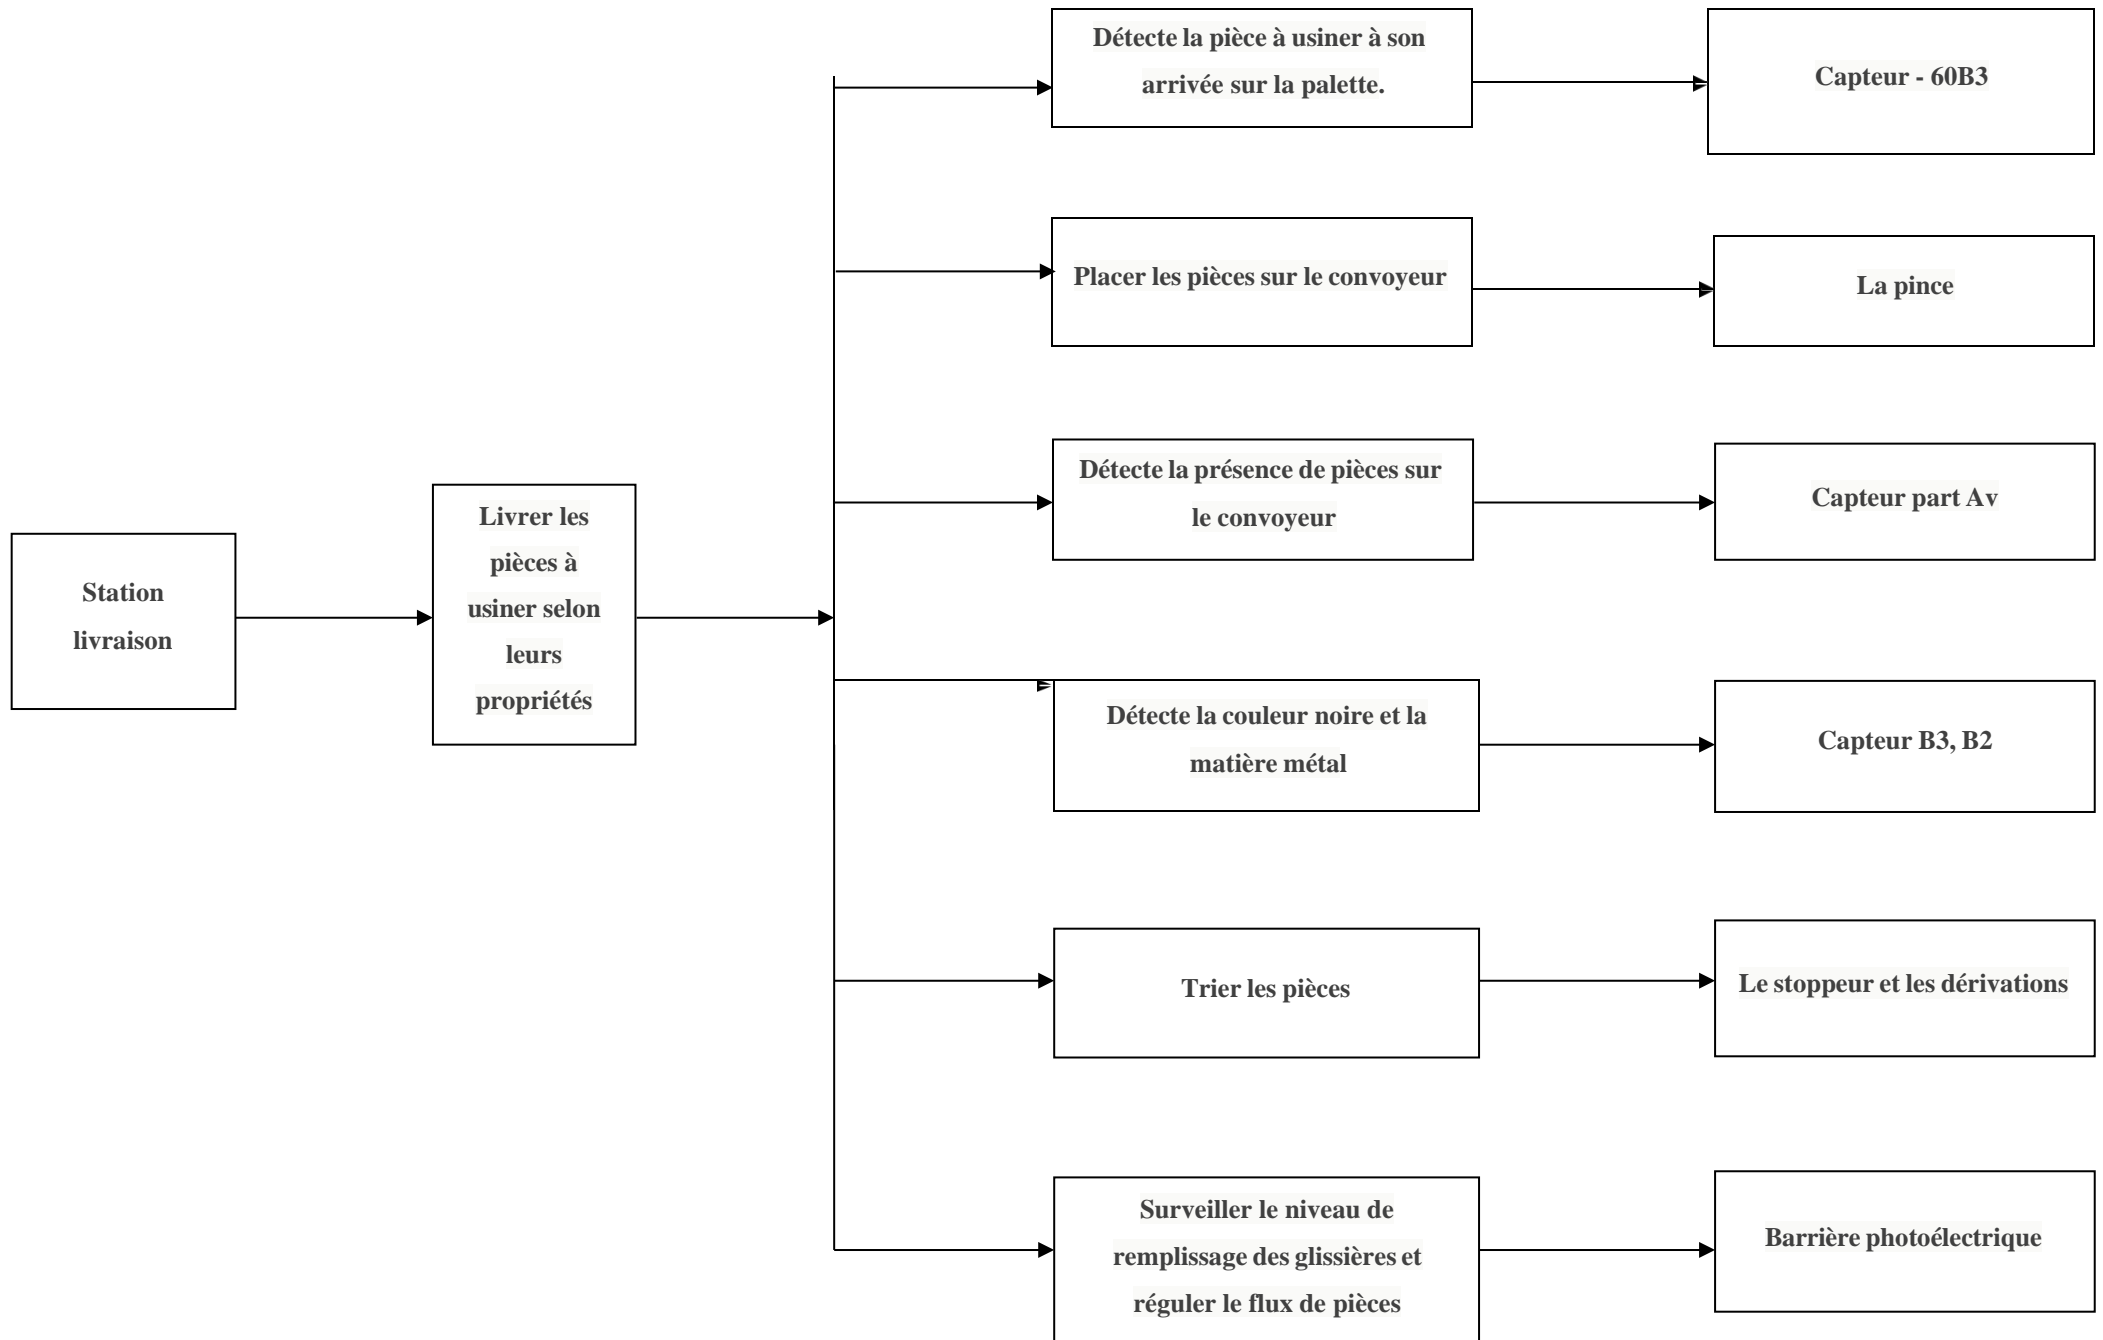 Détecte la pièce à usiner à son
arrivée sur la palette.
Capteur - 60B3
Placer les pièces sur le convoyeur
La pince
Détecte la présence de pièces sur
le convoyeur
Capteur part Av
Station
livraison
Livrer les
pièces à
usiner selon
leurs
propriétés
Détecte la couleur noire et la
matière métal
Capteur B3, B2
Trier les pièces
Le stoppeur et les dérivations
Surveiller le niveau de
remplissage des glissières et
réguler le flux de pièces
Barrière photoélectrique